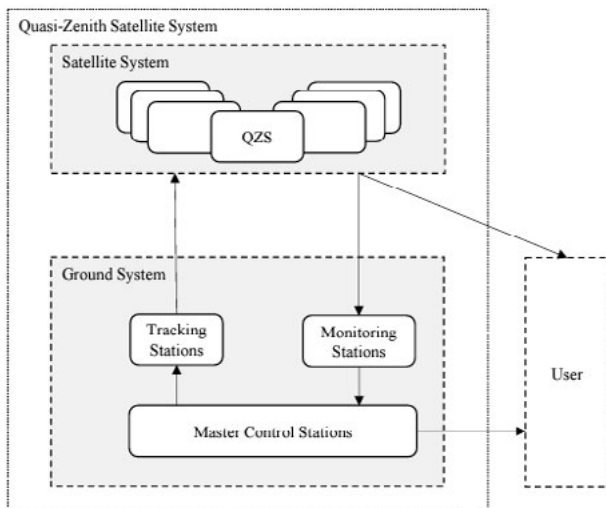 Quasi-Zenith Satellite System
Satellite System
QZS
Ground System
Tracking
Stations
Monitoring
Stations
User
Master Control Stations